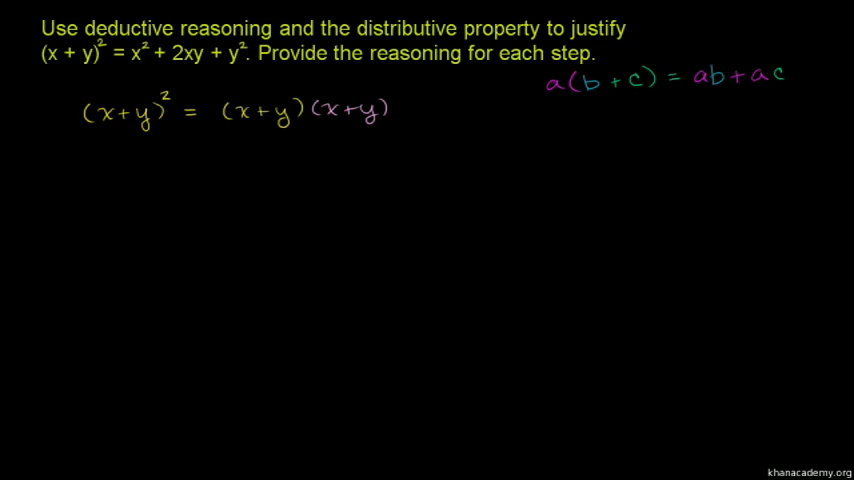 Use deductive reasoning and the distributive property to justify
(x + y)² = x² + 2xy + y². Provide the reasoning for each step.
a(b + c) = ab + ac
(x+y)² = (x+y)(x+y)
khanacademy.org